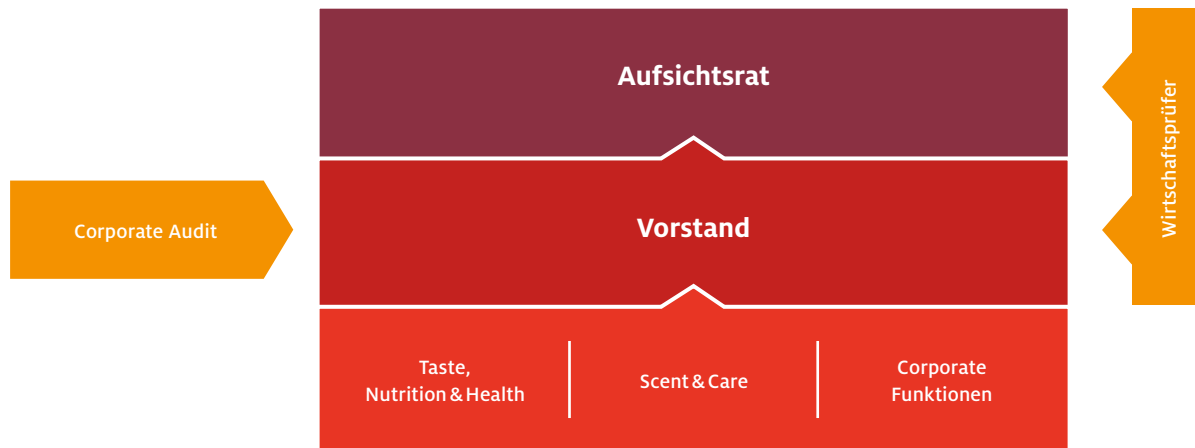 Aufsichtsrat
Wirtschaftsprüfer
Corporate Audit
Vorstand
Taste,
Nutrition & Health
Scent & Care
Corporate
Funktionen